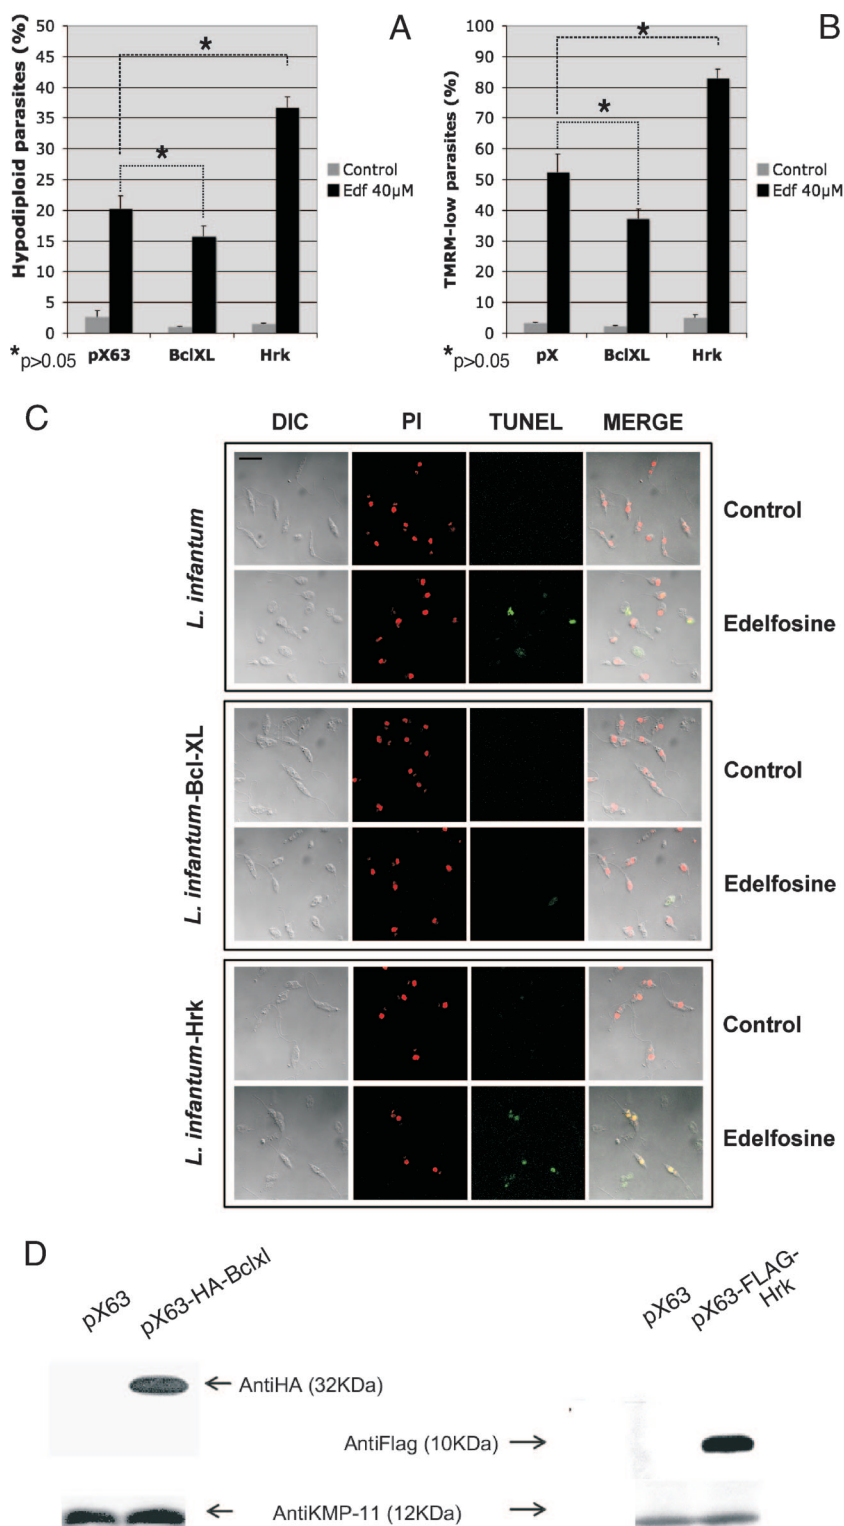 A
Hypodiploid parasites (%)
50
45
40
35
30
25
20
15
10
5
0
*
*
Control
Edf 40µM
pX63 BclXL Hrk
*p>0.05
B
TMRM-low parasites (%)
100
90
80
70
60
50
40
30
20
10
0
*
*
Control
Edf 40µM
pX BclXL Hrk
*p>0.05
C
DIC PI TUNEL MERGE
L. infantum
Control
Edelfosine
L. infantum-Bcl-XL
Control
Edelfosine
L. infantum-Hrk
Control
Edelfosine
D
pX63
pX63-HA-Bclxl
pX63
pX63-FLAG-
Hrk
← AntiHA (32KDa)
AntiFlag (10KDa) →
← AntiKMP-11 (12KDa) →